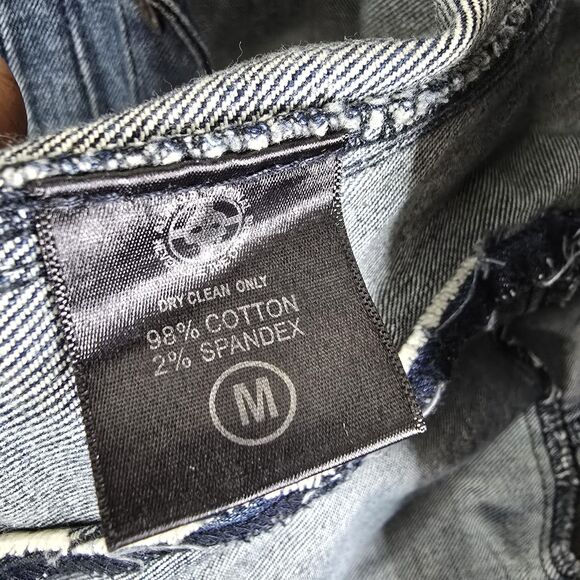 DRY CLEAN ONLY
98% COTTON
2% SPANDEX
M